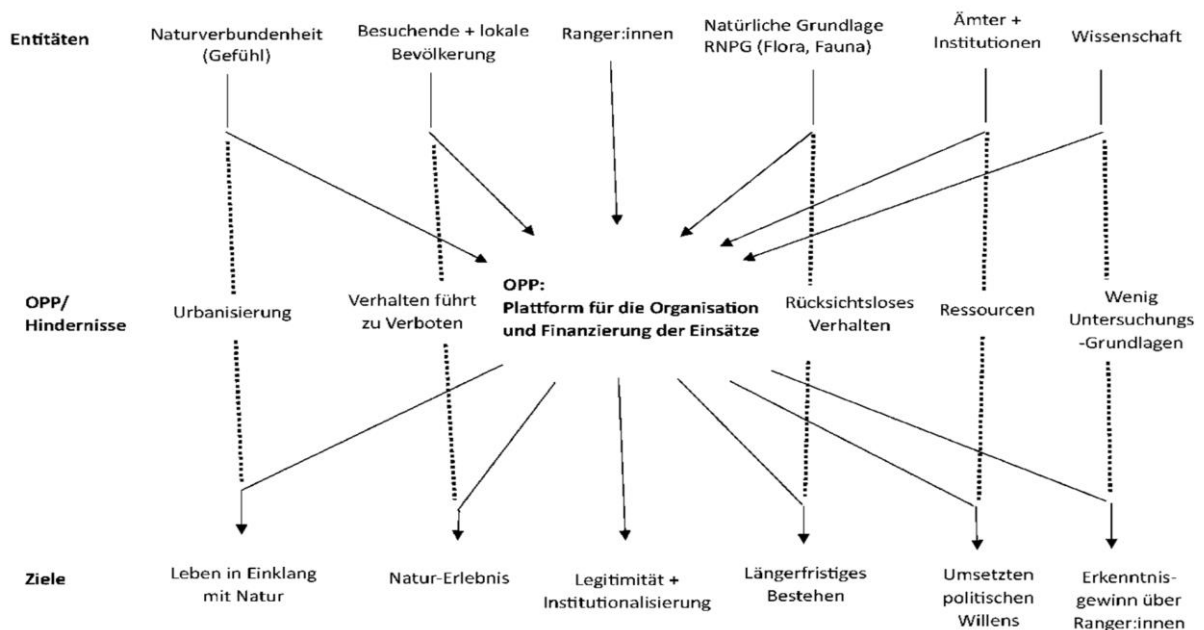 Entitäten
Naturverbundenheit
(Gefühl)
Besuchende + lokale
Bevölkerung
Ranger:innen
Natürliche Grundlage
RNPG (Flora, Fauna)
Ämter +
Institutionen
Wissenschaft
OPP/
Hindernisse
Urbanisierung
Verhalten führt
zu Verboten
OPP:
Plattform für die Organisation
und Finanzierung der Einsätze
Rücksichtsloses
Verhalten
Ressourcen
Wenig
Untersuchungs
-Grundlagen
Ziele
Leben in Einklang
mit Natur
Natur-Erlebnis
Legitimität +
Institutionalisierung
Längerfristiges
Bestehen
Umsetzten
politischen
Willens
Erkenntnis-
gewinn über
Ranger:innen